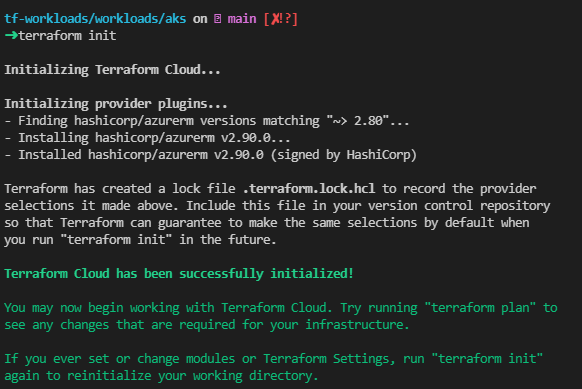 tf-workloads/workloads/aks on main [✘!?]
➜terraform init
Initializing Terraform Cloud...
Initializing provider plugins...
- Finding hashicorp/azurerm versions matching "~> 2.80"...
- Installing hashicorp/azurerm v2.90.0...
- Installed hashicorp/azurerm v2.90.0 (signed by HashiCorp)
Terraform has created a lock file .terraform.lock.hcl to record the provider
selections it made above. Include this file in your version control repository
so that Terraform can guarantee to make the same selections by default when
you run "terraform init" in the future.
Terraform Cloud has been successfully initialized!
You may now begin working with Terraform Cloud. Try running "terraform plan" to
see any changes that are required for your infrastructure.
If you ever set or change modules or Terraform Settings, run "terraform init"
again to reinitialize your working directory.